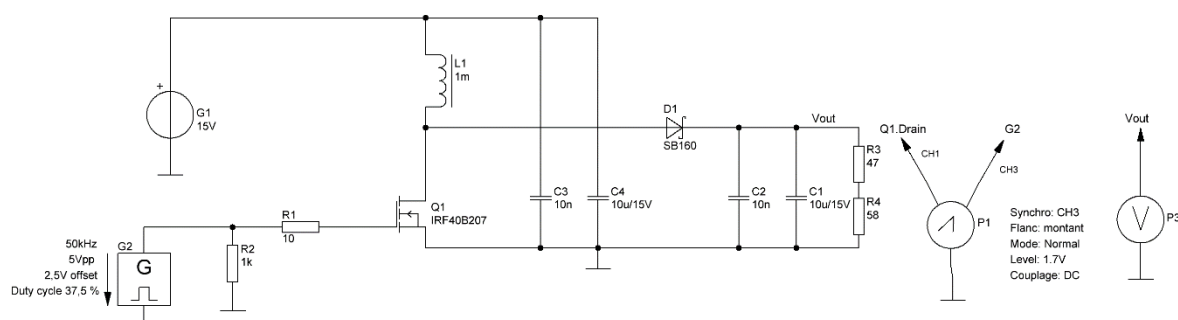 L1
1m
+
G1
15V
D1
SB160
Vout
R3
47
R4
58
C3
10n
C4
10u/15V
C2
10n
C1
10u/15V
Q1
IRF40B207
R1
10
R2
1k
50kHz
G2
5Vpp
2,5V offset
Duty cycle 37,5 %
G
Q1.Drain
CH1
G2
CH3
P1
Synchro: CH3
Flanc: montant
Mode: Normal
Level: 1.7V
Couplage: DC
Vout
V
P3